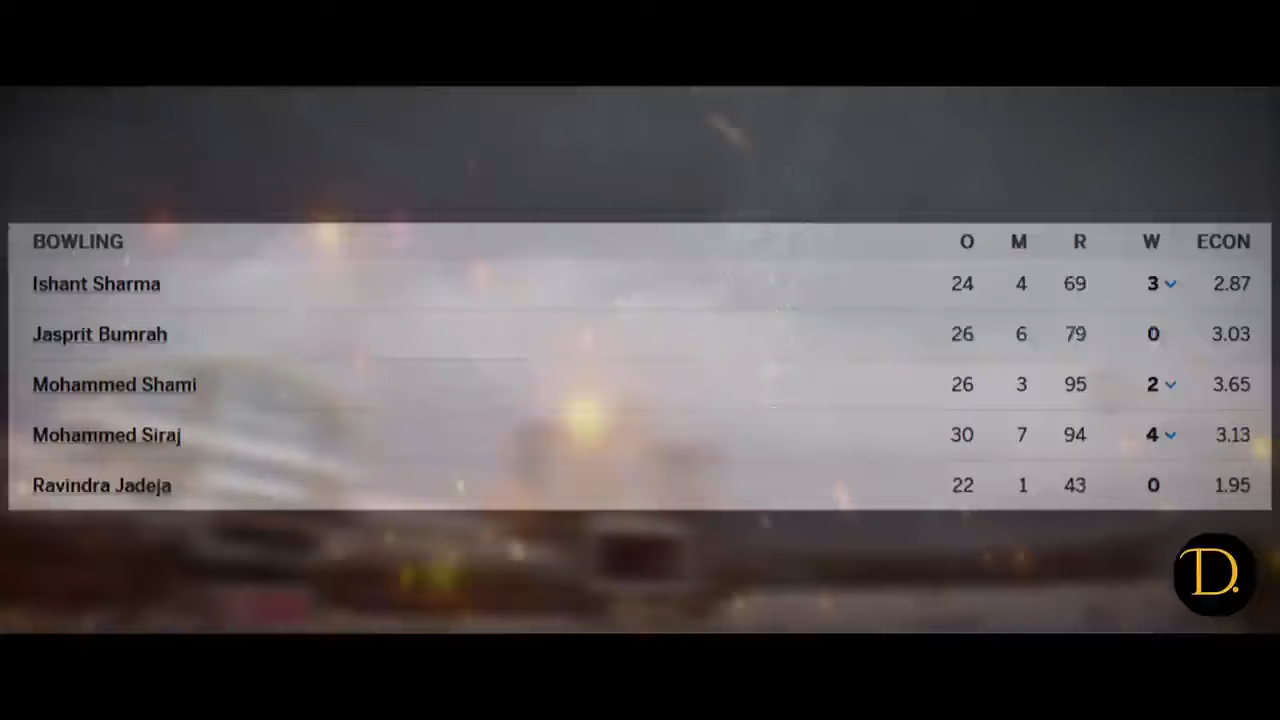 BOWLING O M R W ECON
Ishant Sharma 24 4 69 3 2.87
Jasprit Bumrah 26 6 79 0 3.03
Mohammed Shami 26 3 95 2 3.65
Mohammed Siraj 30 7 94 4 3.13
Ravindra Jadeja 22 1 43 0 1.95
D.